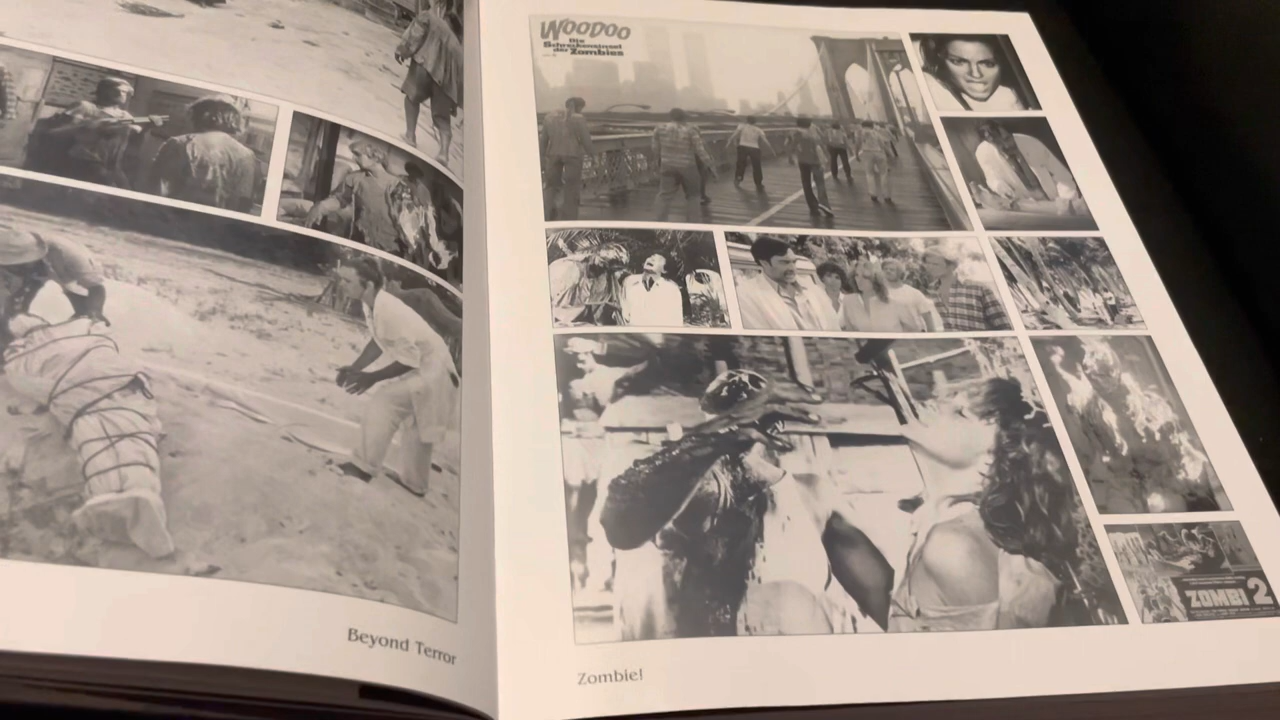 WOODOO
Die
Schreckensinsel
der Zombies
ZOMBI 2
Beyond Terror
Zombie!